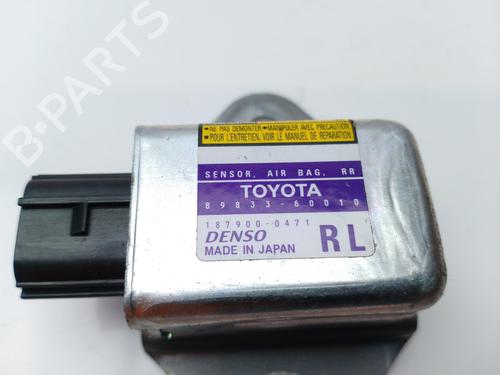 B-PARTS
•NE PAS DEMONTER. •MANIPULER AVEC PRECAUTION
•POUR L'ENTRETIEN, VOIR LE MANUEL DE REPARATION
SENSOR, AIR BAG, RR
TOYOTA
89833-60010
187900-0471
DENSO
MADE IN JAPAN
RL